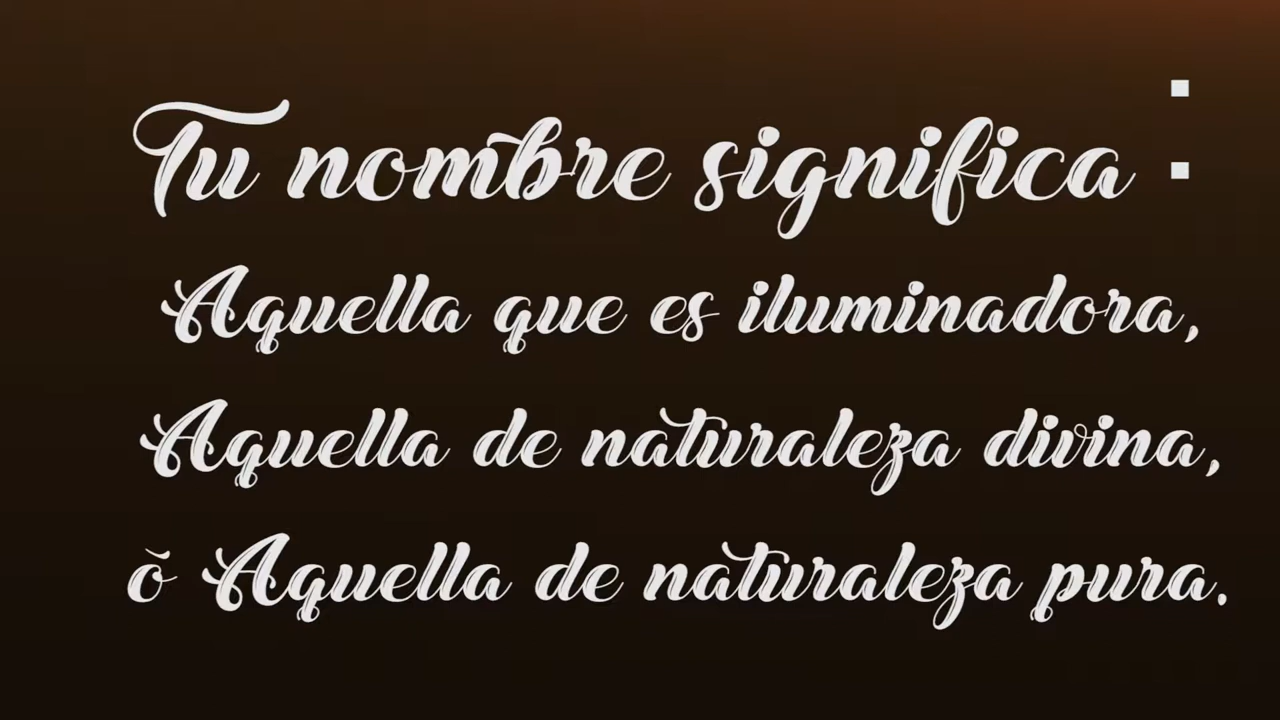 Tu nombre significa :
Aquella que es iluminadora,
Aquella de naturaleza divina,
ŏ Aquella de naturaleza pura.